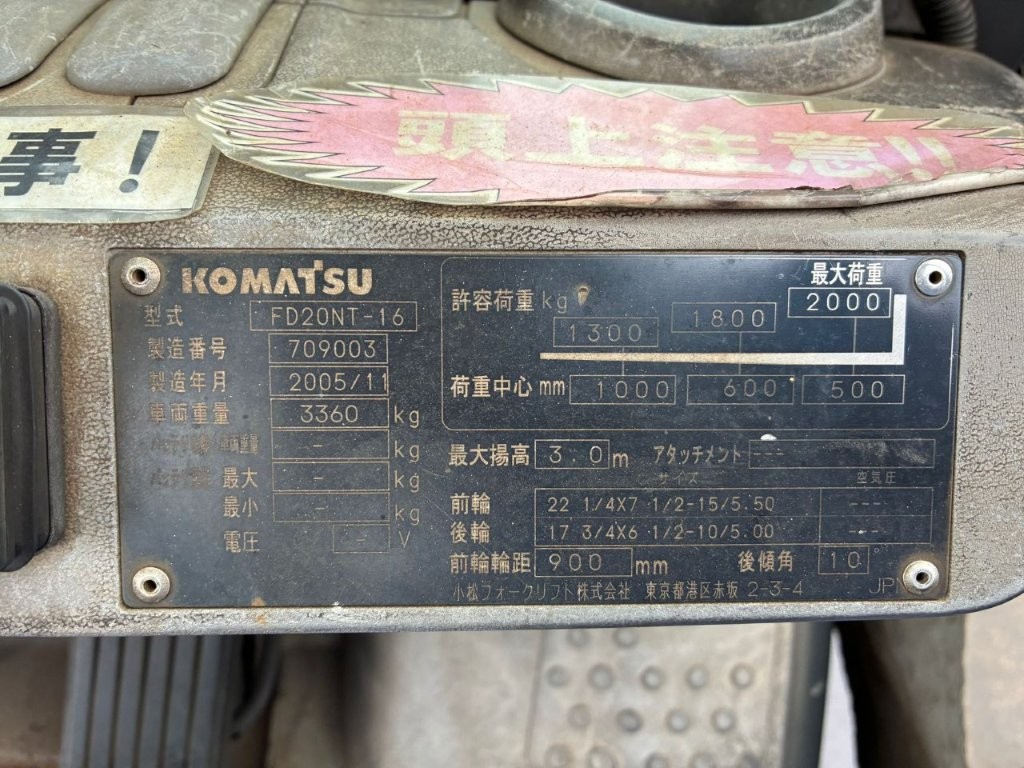 事！
頭上注意!!
KOMATSU
型式 FD20NT-16
製造番号 709003
製造年月 2005/11
車両重量 3360 kg
- kg
最大 -
最小 - kg
電圧 - V
最大荷重
許容荷重 kg 1300 1800 2000
荷重中心 mm 1000 600 500
最大揚高 3.0 m アタッチメント ---
サイズ 空気圧
前輪 22 1/4X7 1/2-15/5.50 ---
後輪 17 3/4X6 1/2-10/5.00 ---
前輪輪距 900 mm 後傾角 10°
小松フォークリフト株式会社 東京都港区赤坂 2-3-4 JP